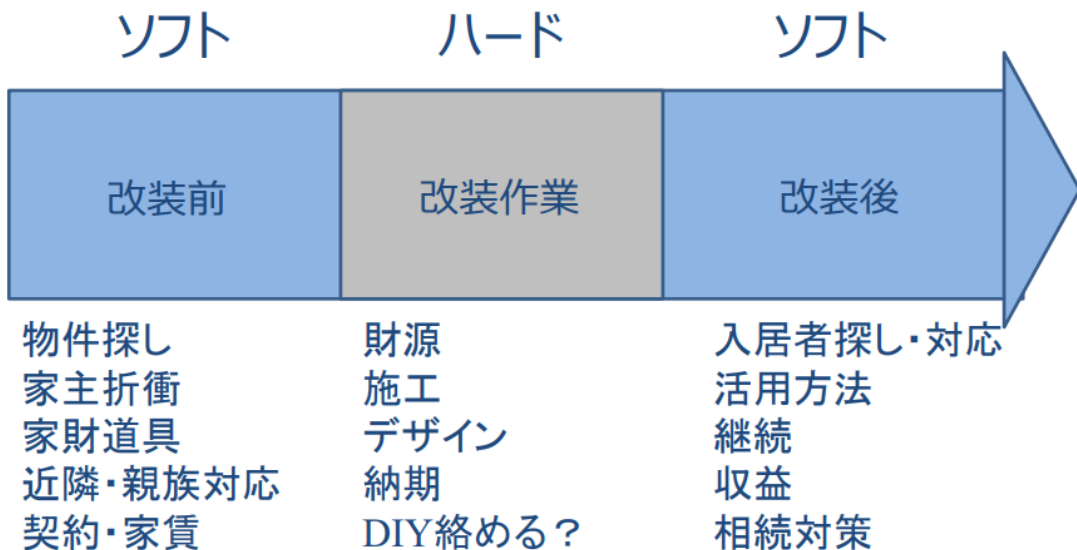 ソフト
ハード
ソフト
改装前
改装作業
改装後
物件探し
家主折衝
家財道具
近隣・親族対応
契約・家賃
財源
施工
デザイン
納期
DIY絡める？
入居者探し・対応
活用方法
継続
収益
相続対策